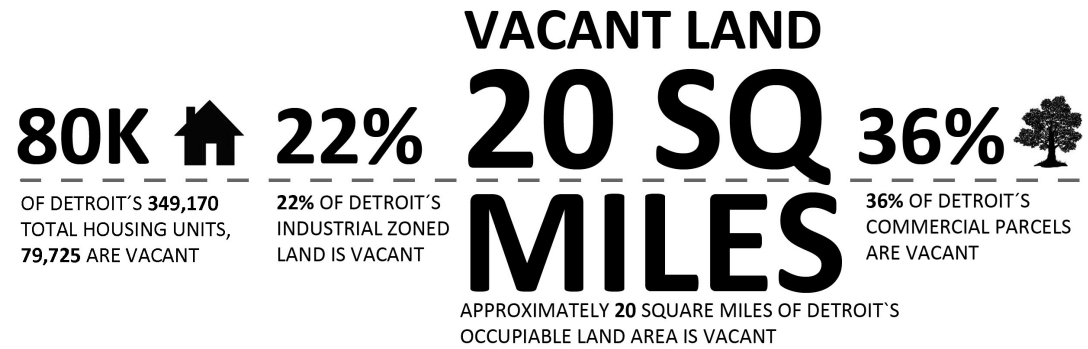 80K
OF DETROIT´S 349,170
TOTAL HOUSING UNITS,
79,725 ARE VACANT
22%
22% OF DETROIT´S
INDUSTRIAL ZONED
LAND IS VACANT
VACANT LAND
20 SQ
MILES
APPROXIMATELY 20 SQUARE MILES OF DETROIT`S
OCCUPIABLE LAND AREA IS VACANT
36%
36% OF DETROIT´S
COMMERCIAL PARCELS
ARE VACANT